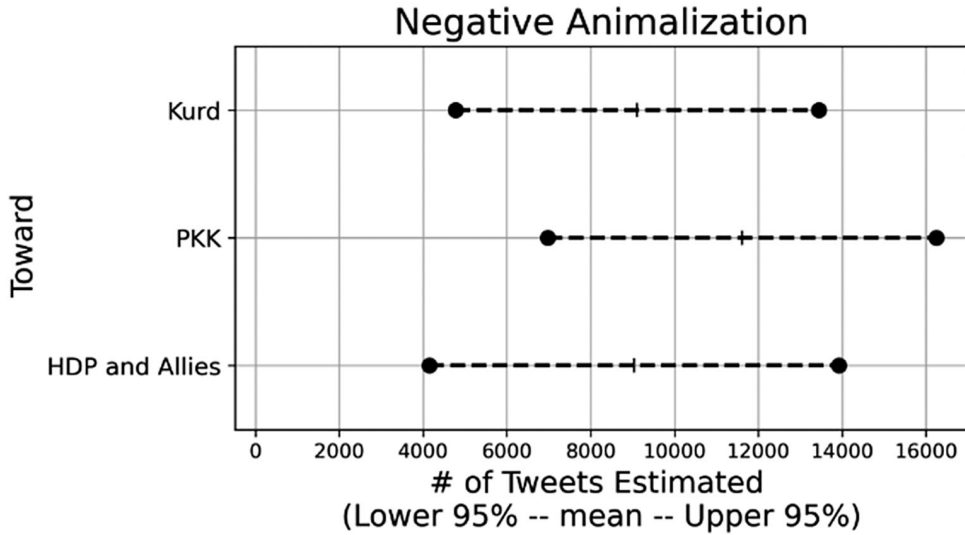 Negative Animalization
Toward
Kurd
PKK
HDP and Allies
0 2000 4000 6000 8000 10000 12000 14000 16000
# of Tweets Estimated
(Lower 95% -- mean -- Upper 95%)